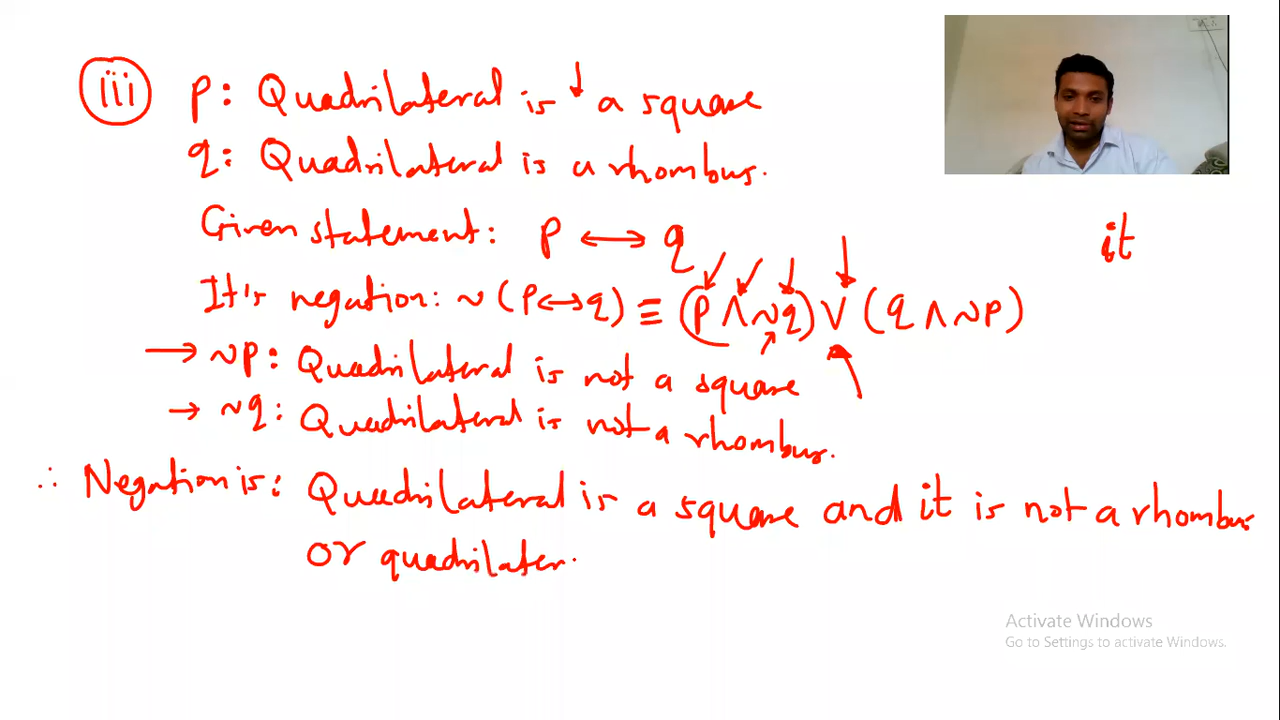 iii p: Quadrilateral is a square
q: Quadrilateral is a rhombus.
Given statement: p ↔ q
it
It's negation: ~(p↔q) ≡ (p ∧ ~q) ∨ (q ∧ ~p)
→ ~p: Quadrilateral is not a square
→ ~q: Quadrilateral is not a rhombus.
∴ Negation is: Quadrilateral is a square and it is not a rhombus
or quadrilater.
Activate Windows
Go to Settings to activate Windows.